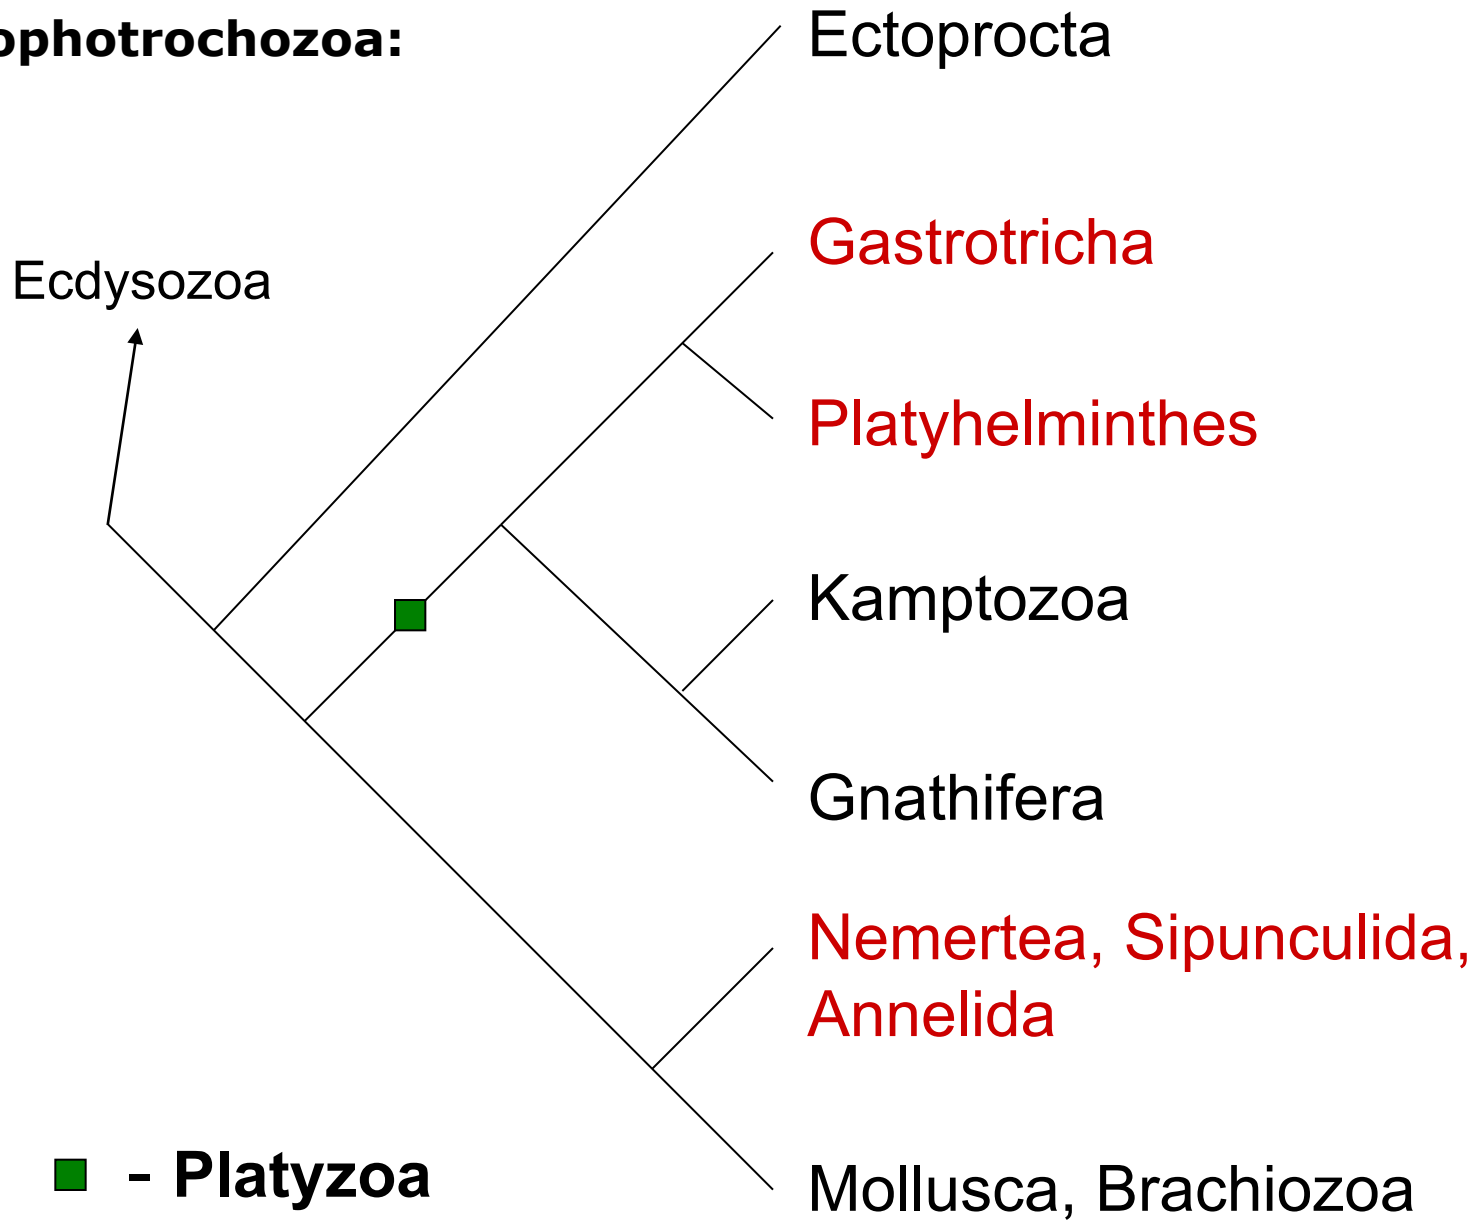 ophotrochozoa:
Ectoprocta
Gastrotricha
Ecdysozoa
Platyhelminthes
Kamptozoa
Gnathifera
Nemertea, Sipunculida,
Annelida
- Platyzoa
Mollusca, Brachiozoa